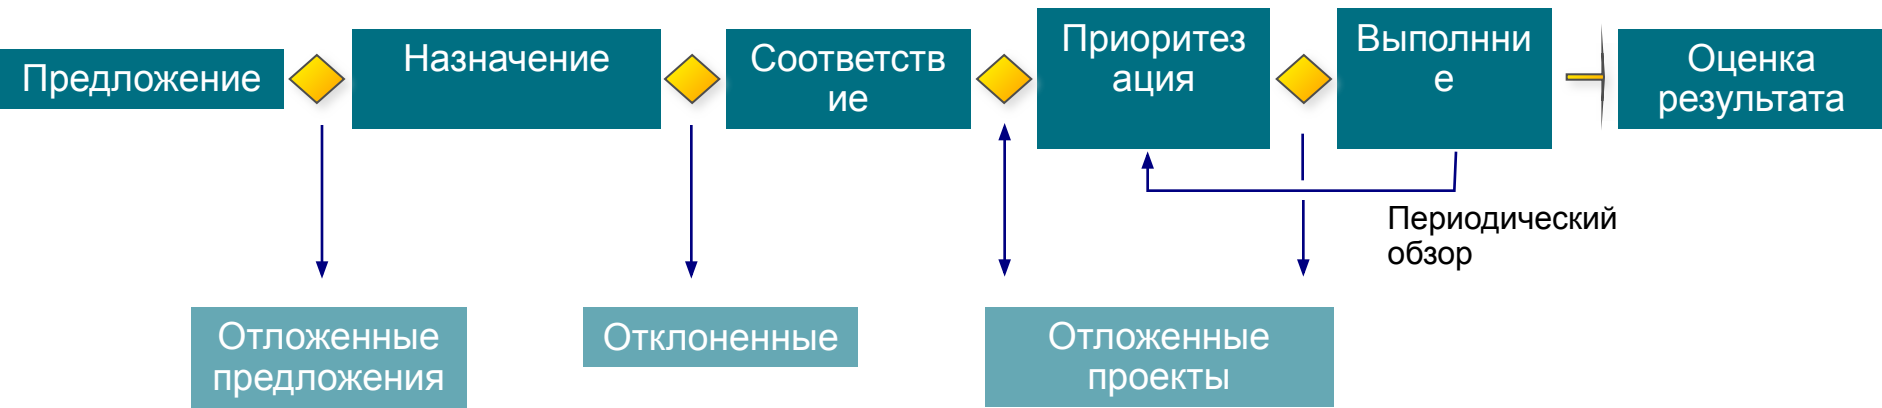 Предложение
Назначение
Соответств
ие
Приоритез
ация
Выполнни
е
Оценка
результата
Периодический
обзор
Отложенные
предложения
Отклоненные
Отложенные
проекты